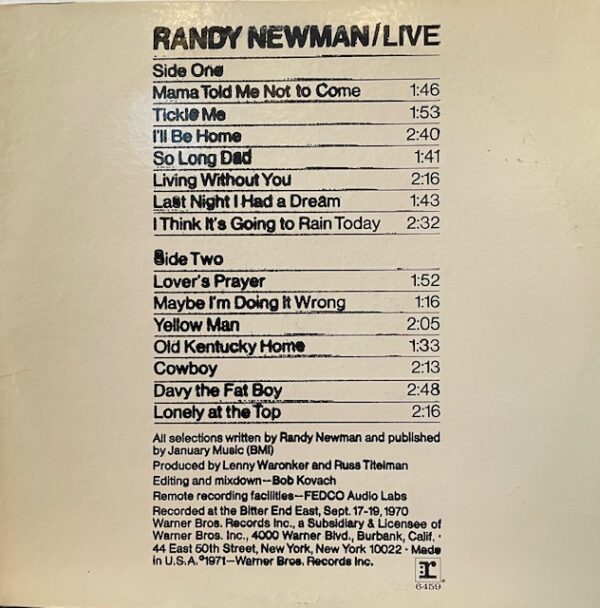 RANDY NEWMAN/LIVE
Side One
Mama Told Me Not to Come 1:46
Tickle Me 1:53
I'll Be Home 2:40
So Long Dad 1:41
Living Without You 2:16
Last Night I Had a Dream 1:43
I Think It's Going to Rain Today 2:32
Side Two
Lover's Prayer 1:52
Maybe I'm Doing It Wrong 1:16
Yellow Man 2:05
Old Kentucky Home 1:33
Cowboy 2:13
Davy the Fat Boy 2:48
Lonely at the Top 2:16
All selections written by Randy Newman and published
by January Music (BMI)
Produced by Lenny Waronker and Russ Titelman
Editing and mixdown—Bob Kovach
Remote recording facilities—FEDCO Audio Labs
Recorded at the Bitter End East, Sept. 17-19, 1970
Warner Bros. Records Inc., a Subsidiary & Licensee of
Warner Bros. Inc., 4000 Warner Blvd., Burbank, Calif. ·
44 East 50th Street, New York, New York 10022 · Made
in U.S.A. ©1971—Warner Bros. Records Inc.
r
6459